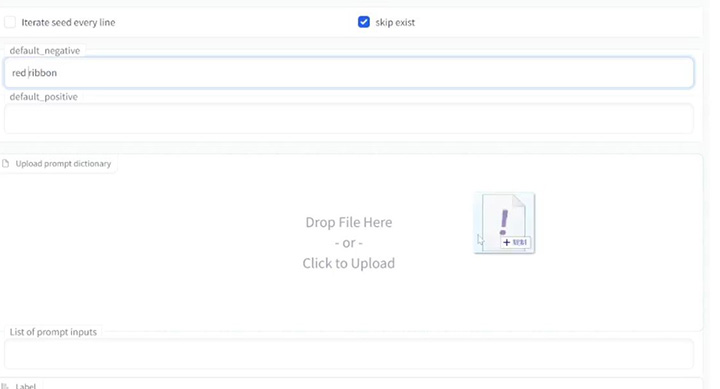 Iterate seed every line
skip exist
default_negative
red ribbon
default_positive
Upload prompt dictionary
Drop File Here
- or -
Click to Upload
List of prompt inputs
Label